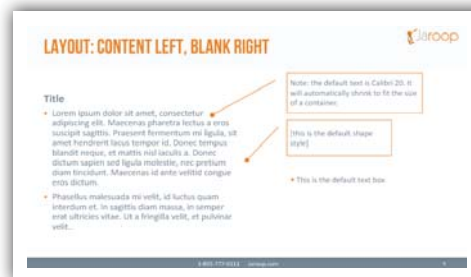 LAYOUT: CONTENT LEFT, BLANK RIGHT
Jaroop
Note: the default text is Calibri 20. It
will automatically shrink to fit the size
of a container.
Title
• Lorem ipsum dolor sit amet, consectetur
adipiscing elit. Maecenas pharetra lectus a eros
suscipit sagittis. Praesent fermentum mi ligula, sit
amet hendrerit lacus tempor id. Donec tempus
blandit neque, et mattis nisl iaculis a. Donec
dictum sapien sed ligula molestie, nec pretium
diam tincidunt. Maecenas id ante velitid congue
eros dictum.
• Phasellus malesuada mi velit, id luctus quam
interdum et. In sagittis diam massa, in semper
erat ultricies vitae. Ut a fringilla velit, et pulvinar
velit..
[this is the default shape
style]
• This is the default text box
jaroop.com